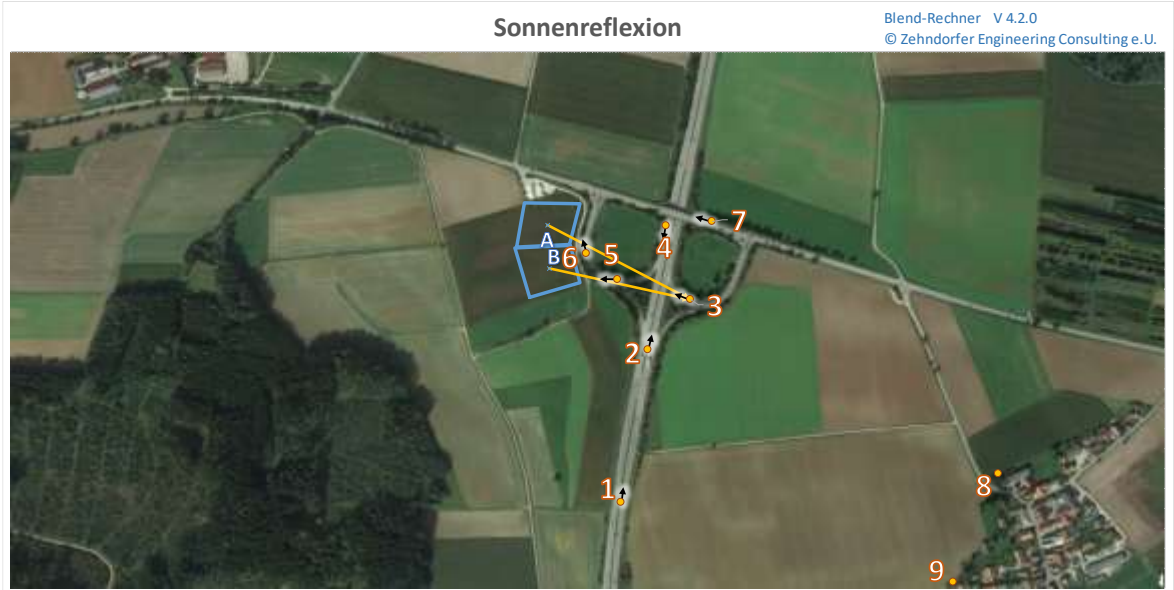 Sonnenreflexion
Blend-Rechner V 4.2.0
© Zehndorfer Engineering Consulting e.U.
7
A
4
B
6
5
3
2
1
8
9